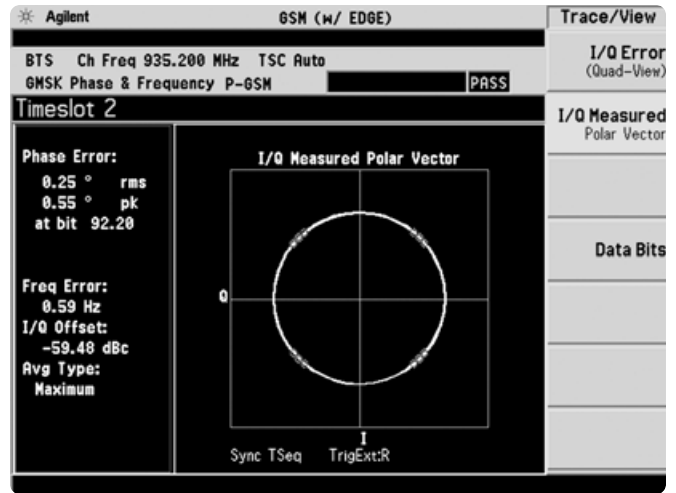 Agilent
GSM (w/ EDGE)
Trace/View
BTS Ch Freq 935.200 MHz TSC Auto
GMSK Phase & Frequency P-GSM
PASS
Timeslot 2
Phase Error:
0.25 ° rms
0.55 ° pk
at bit 92.20
Freq Error:
0.59 Hz
I/Q Offset:
-59.48 dBc
Avg Type:
Maximum
I/Q Measured Polar Vector
Q
I
Sync TSeq TrigExt:R
I/Q Error
(Quad-View)
I/Q Measured
Polar Vector
Data Bits